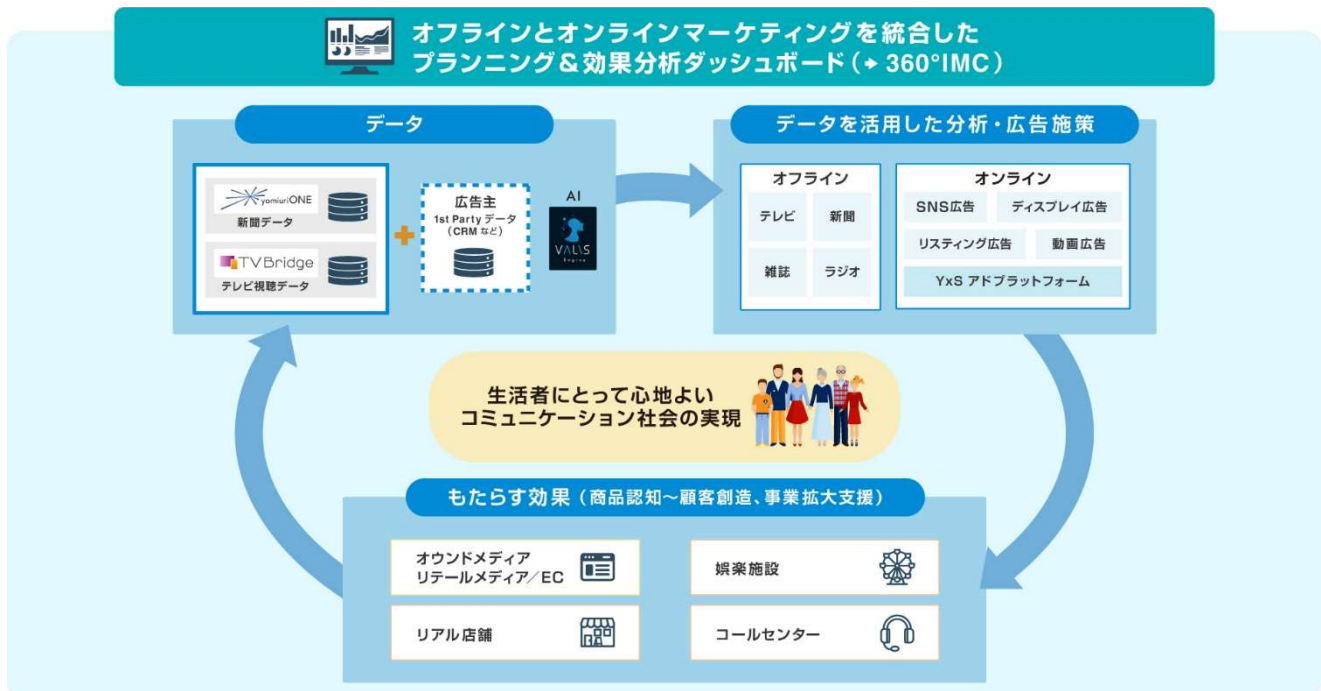 オフラインとオンラインマーケティングを統合した
プランニング&効果分析ダッシュボード(➔ 360°IMC)
データ
yomiuriONE
新聞データ
TVBridge
テレビ視聴データ
広告主
1st Party データ
(CRM など)
AI
VALIS
Engine
データを活用した分析・広告施策
オフライン
テレビ
新聞
雑誌
ラジオ
オンライン
SNS広告
ディスプレイ広告
リスティング広告
動画広告
YxS アドプラットフォーム
生活者にとって心地よい
コミュニケーション社会の実現
もたらす効果(商品認知~顧客創造、事業拡大支援)
オウンドメディア
リテールメディア/EC
娯楽施設
リアル店舗
コールセンター